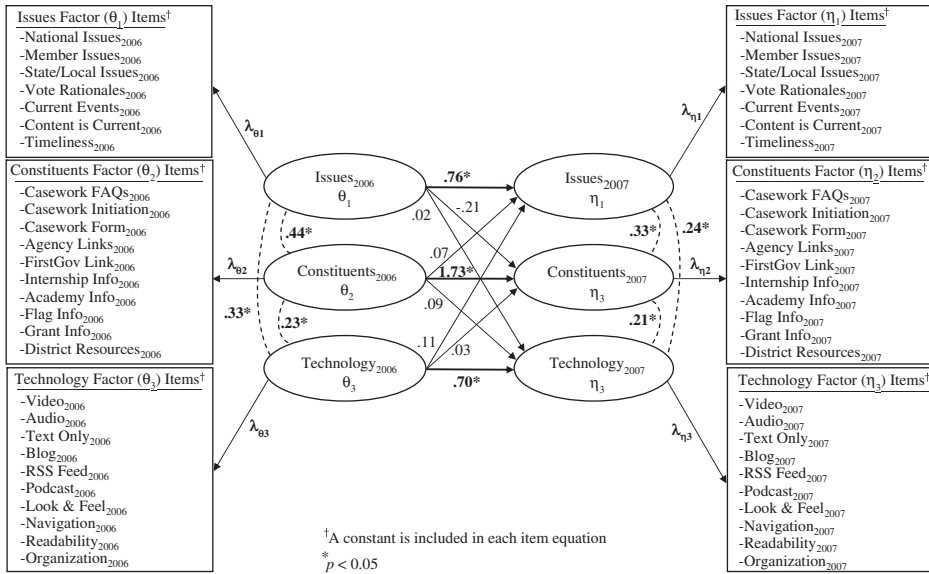 Issues Factor (θ1) Items†
-National Issues2006
-Member Issues2006
-State/Local Issues2006
-Vote Rationales2006
-Current Events2006
-Content is Current2006
-Timeliness2006
Constituents Factor (θ2) Items†
-Casework FAQs2006
-Casework Initiation2006
-Casework Form2006
-Agency Links2006
-FirstGov Link2006
-Internship Info2006
-Academy Info2006
-Flag Info2006
-Grant Info2006
-District Resources2006
Technology Factor (θ3) Items†
-Video2006
-Audio2006
-Text Only2006
-Blog2006
-RSS Feed2006
-Podcast2006
-Look & Feel2006
-Navigation2006
-Readability2006
-Organization2006
λθ1
λθ2
λθ3
Issues2006
θ1
Constituents2006
θ2
Technology2006
θ3
.44*
.33*
.23*
.76*
.02
-.21
.07
1.73*
.09
.11
.03
.70*
Issues2007
η1
Constituents2007
η3
Technology2007
η3
.33*
.24*
.21*
λη1
λη2
λη3
Issues Factor (η1) Items†
-National Issues2007
-Member Issues2007
-State/Local Issues2007
-Vote Rationales2007
-Current Events2007
-Content is Current2007
-Timeliness2007
Constituents Factor (η2) Items†
-Casework FAQs2007
-Casework Initiation2007
-Casework Form2007
-Agency Links2007
-FirstGov Link2007
-Internship Info2007
-Academy Info2007
-Flag Info2007
-Grant Info2007
-District Resources2007
Technology Factor (η3) Items†
-Video2007
-Audio2007
-Text Only2007
-Blog2007
-RSS Feed2007
-Podcast2007
-Look & Feel2007
-Navigation2007
-Readability2007
-Organization2007
†A constant is included in each item equation
*p < 0.05